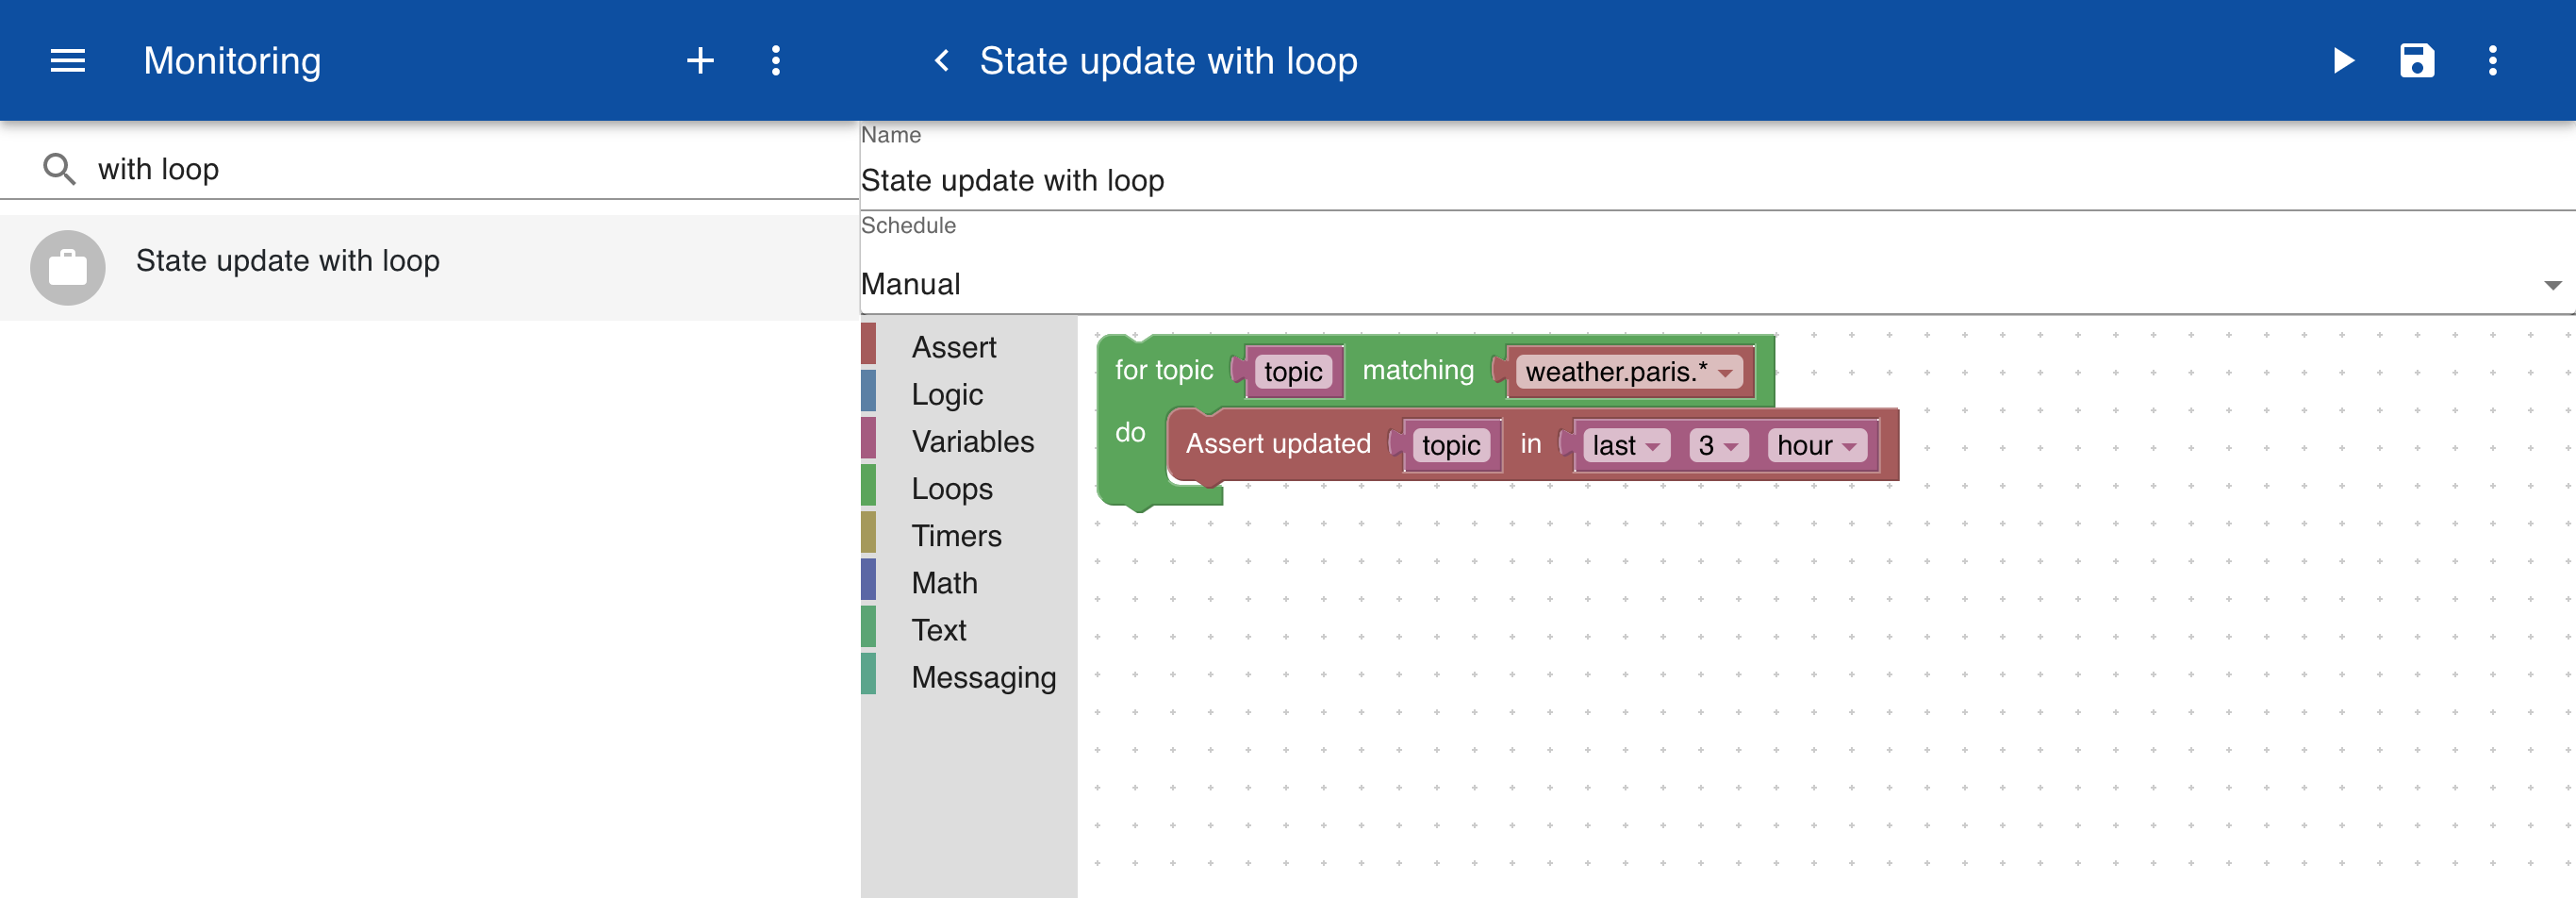 Monitoring
State update with loop
with loop
State update with loop
Name
State update with loop
Schedule
Manual
Assert
Logic
Variables
Loops
Timers
Math
Text
Messaging
for topic topic matching weather.paris.*
do Assert updated topic in last 3 hour